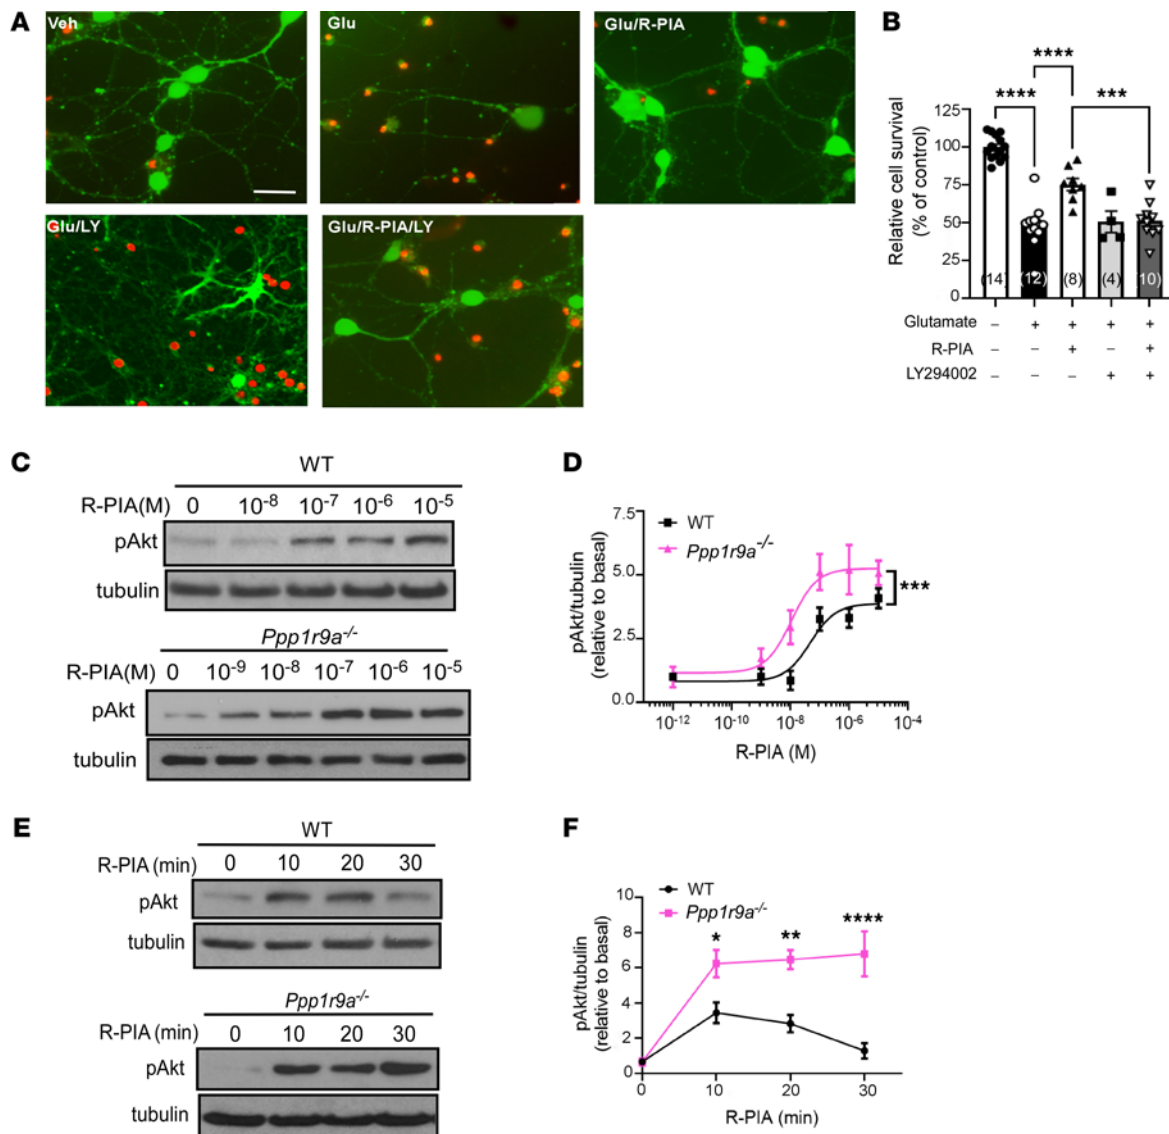 A
Veh
Glu
Glu/R-PIA
Glu/LY
Glu/R-PIA/LY
B
****
****
***
Relative cell survival
(% of control)
125
100
75
50
25
0
(14)
(12)
(8)
(4)
(10)
Glutamate – + + + +
R-PIA – – + – +
LY294002 – – – + +
C
WT
R-PIA(M) 0 10-8 10-7 10-6 10-5
pAkt
tubulin
Ppp1r9a-/-
R-PIA(M) 0 10-9 10-8 10-7 10-6 10-5
pAkt
tubulin
D
WT
Ppp1r9a-/-
pAkt/tubulin
(relative to basal)
7.5
5.0
2.5
0.0
***
10-12 10-10 10-8 10-6 10-4
R-PIA (M)
E
WT
R-PIA (min) 0 10 20 30
pAkt
tubulin
Ppp1r9a-/-
R-PIA (min) 0 10 20 30
pAkt
tubulin
F
WT
Ppp1r9a-/-
pAkt/tubulin
(relative to basal)
10
8
6
4
2
0
* ** ****
0 10 20 30
R-PIA (min)